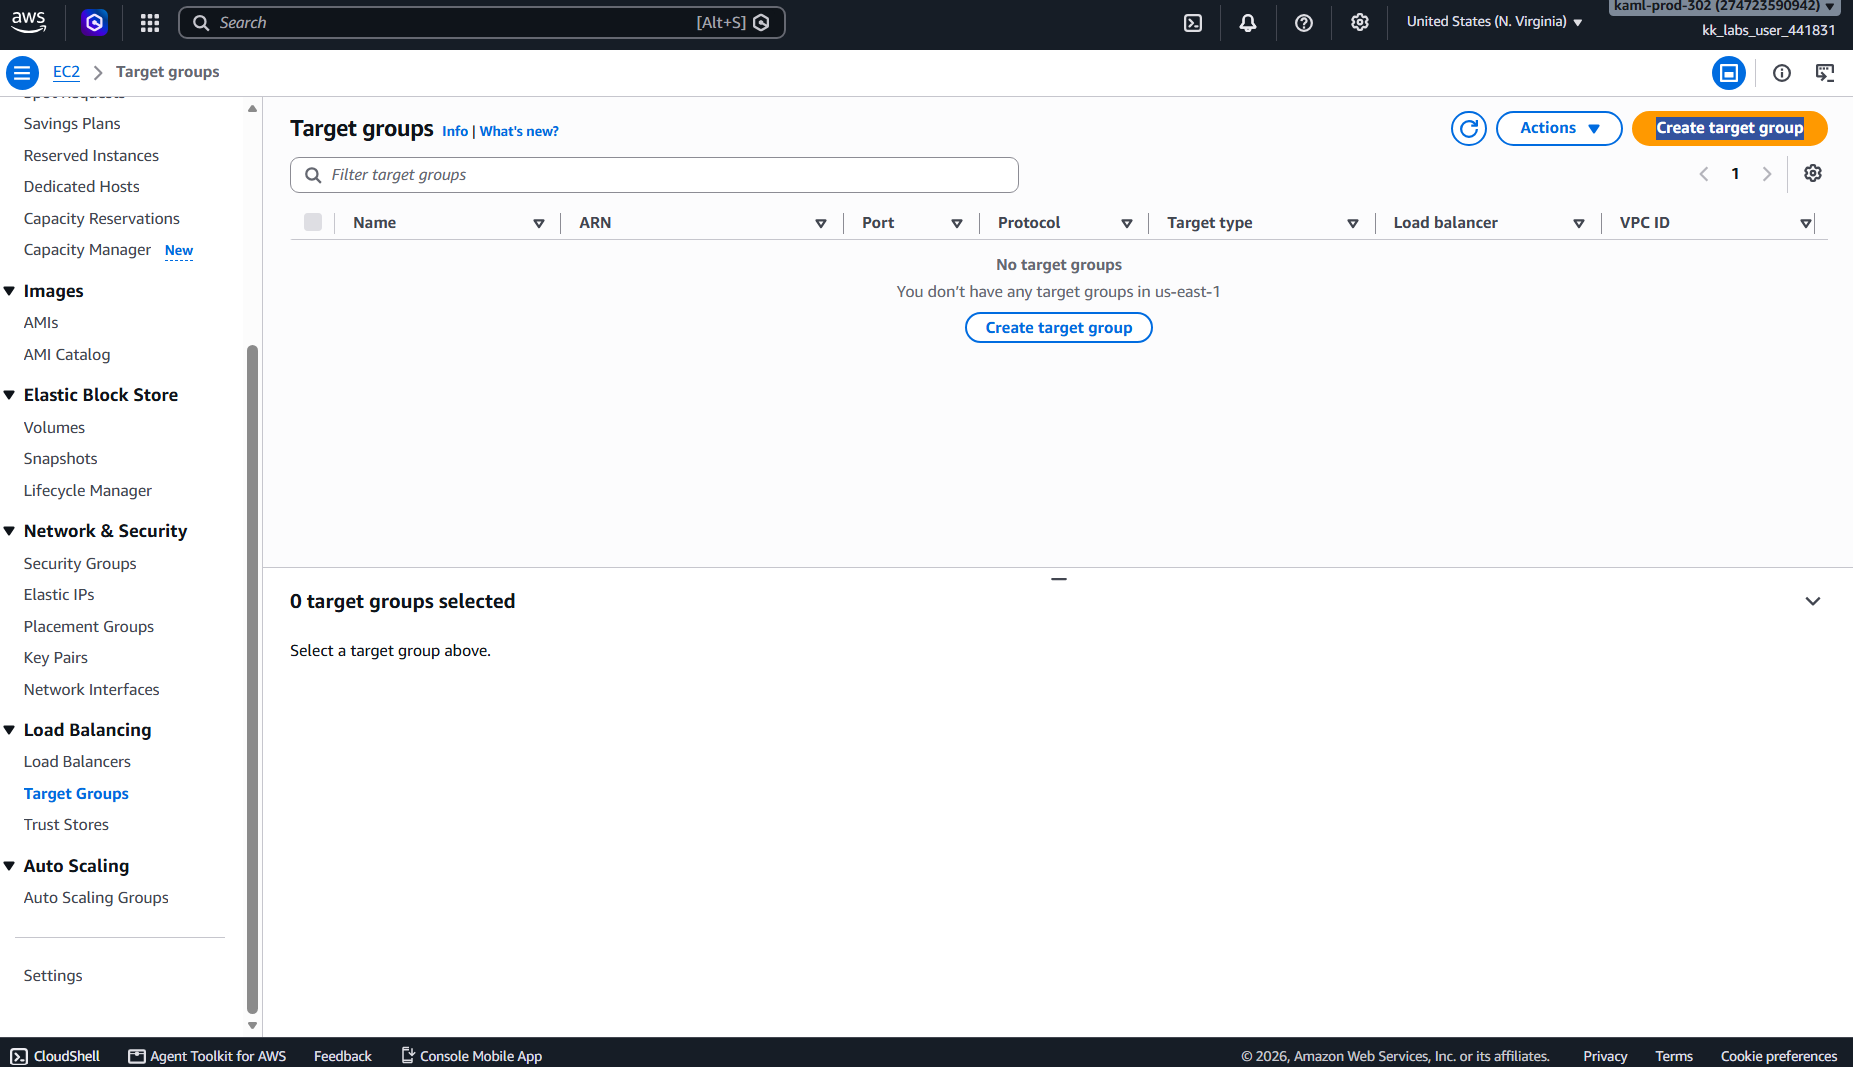 aws
Search
[Alt+S]
United States (N. Virginia)
kaml-prod-302 (274723590942)
kk_labs_user_441831
EC2
Target groups
Spot Requests
Savings Plans
Reserved Instances
Dedicated Hosts
Capacity Reservations
Capacity Manager New
Images
AMIs
AMI Catalog
Elastic Block Store
Volumes
Snapshots
Lifecycle Manager
Network & Security
Security Groups
Elastic IPs
Placement Groups
Key Pairs
Network Interfaces
Load Balancing
Load Balancers
Target Groups
Trust Stores
Auto Scaling
Auto Scaling Groups
Settings
Target groups Info | What's new?
Actions
Create target group
Filter target groups
1
Name ARN Port Protocol Target type Load balancer VPC ID
No target groups
You don’t have any target groups in us-east-1
Create target group
0 target groups selected
Select a target group above.
CloudShell Agent Toolkit for AWS Feedback Console Mobile App
© 2026, Amazon Web Services, Inc. or its affiliates. Privacy Terms Cookie preferences